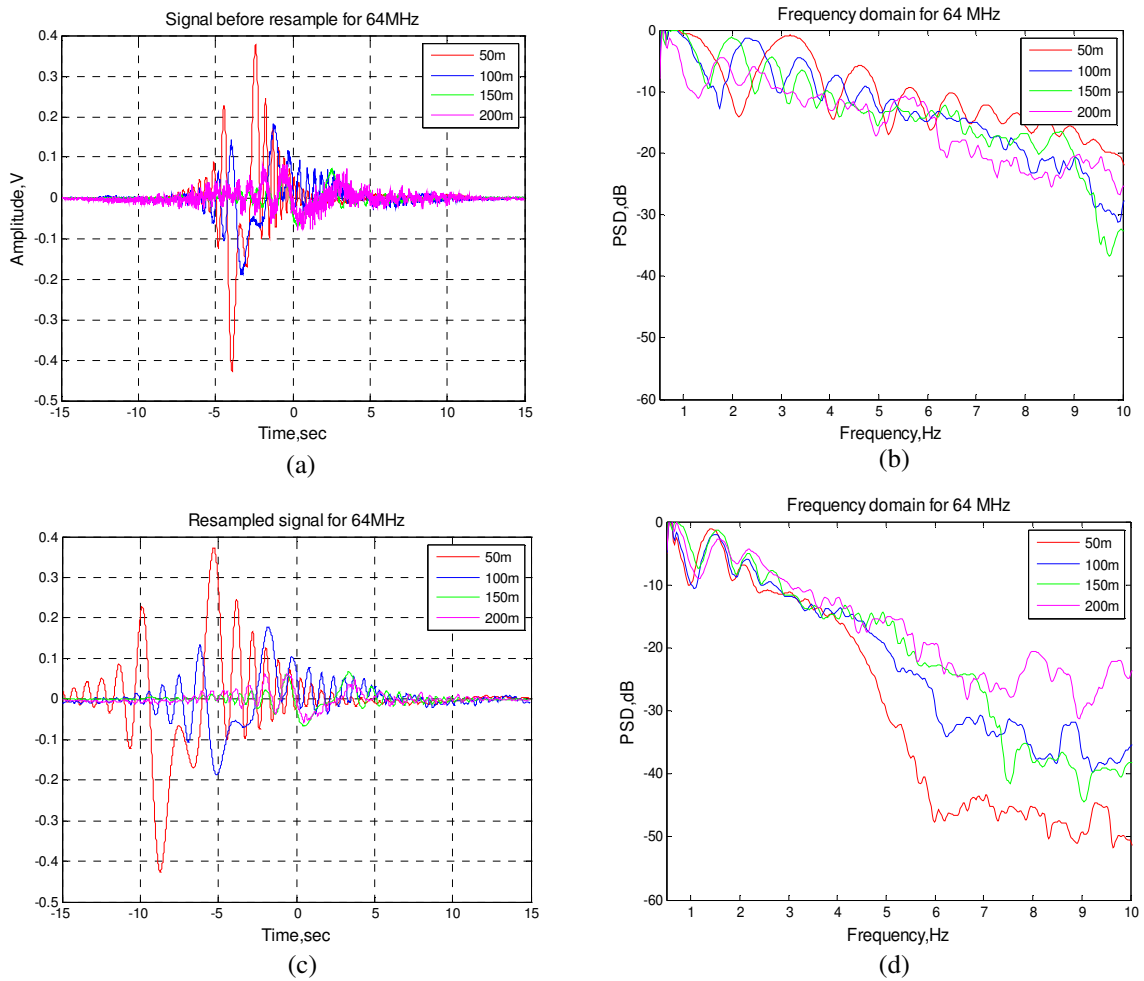 Signal before resample for 64MHz
0.4
0.3
0.2
0.1
0
-0.1
-0.2
-0.3
-0.4
-0.5
Amplitude,V
50m
100m
150m
200m
-15 -10 -5 0 5 10 15
Time,sec
(a)
Frequency domain for 64 MHz
0
-10
-20
-30
-40
-50
-60
PSD,dB
50m
100m
150m
200m
1 2 3 4 5 6 7 8 9 10
Frequency,Hz
(b)
Resampled signal for 64MHz
0.4
0.3
0.2
0.1
0
-0.1
-0.2
-0.3
-0.4
-0.5
50m
100m
150m
200m
-15 -10 -5 0 5 10 15
Time,sec
(c)
Frequency domain for 64 MHz
0
-10
-20
-30
-40
-50
-60
PSD,dB
50m
100m
150m
200m
1 2 3 4 5 6 7 8 9 10
Frequency,Hz
(d)